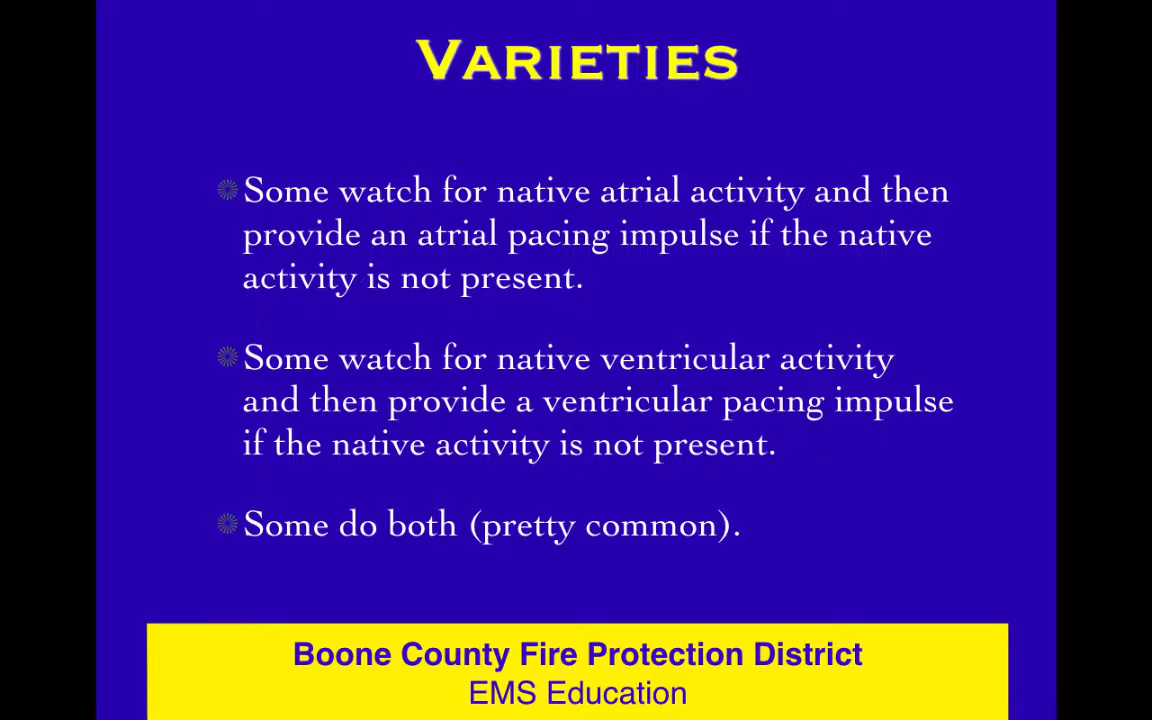 VARIETIES
Some watch for native atrial activity and then
provide an atrial pacing impulse if the native
activity is not present.
Some watch for native ventricular activity
and then provide a ventricular pacing impulse
if the native activity is not present.
Some do both (pretty common).
Boone County Fire Protection District
EMS Education